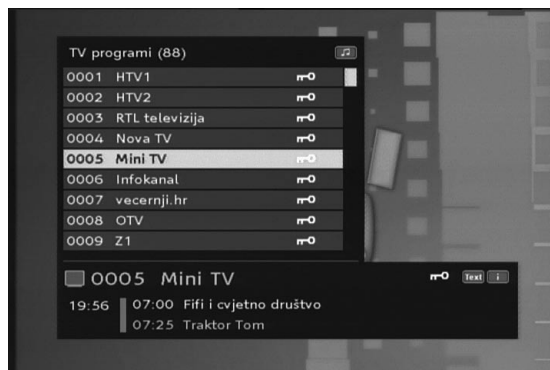 TV programi (88)
0001 HTV1
0002 HTV2
0003 RTL televizija
0004 Nova TV
0005 Mini TV
0006 Infokanal
0007 vecernji.hr
0008 OTV
0009 Z1
0005 Mini TV
Text i
19:56 07:00 Fifi i cvjetno društvo
07:25 Traktor Tom